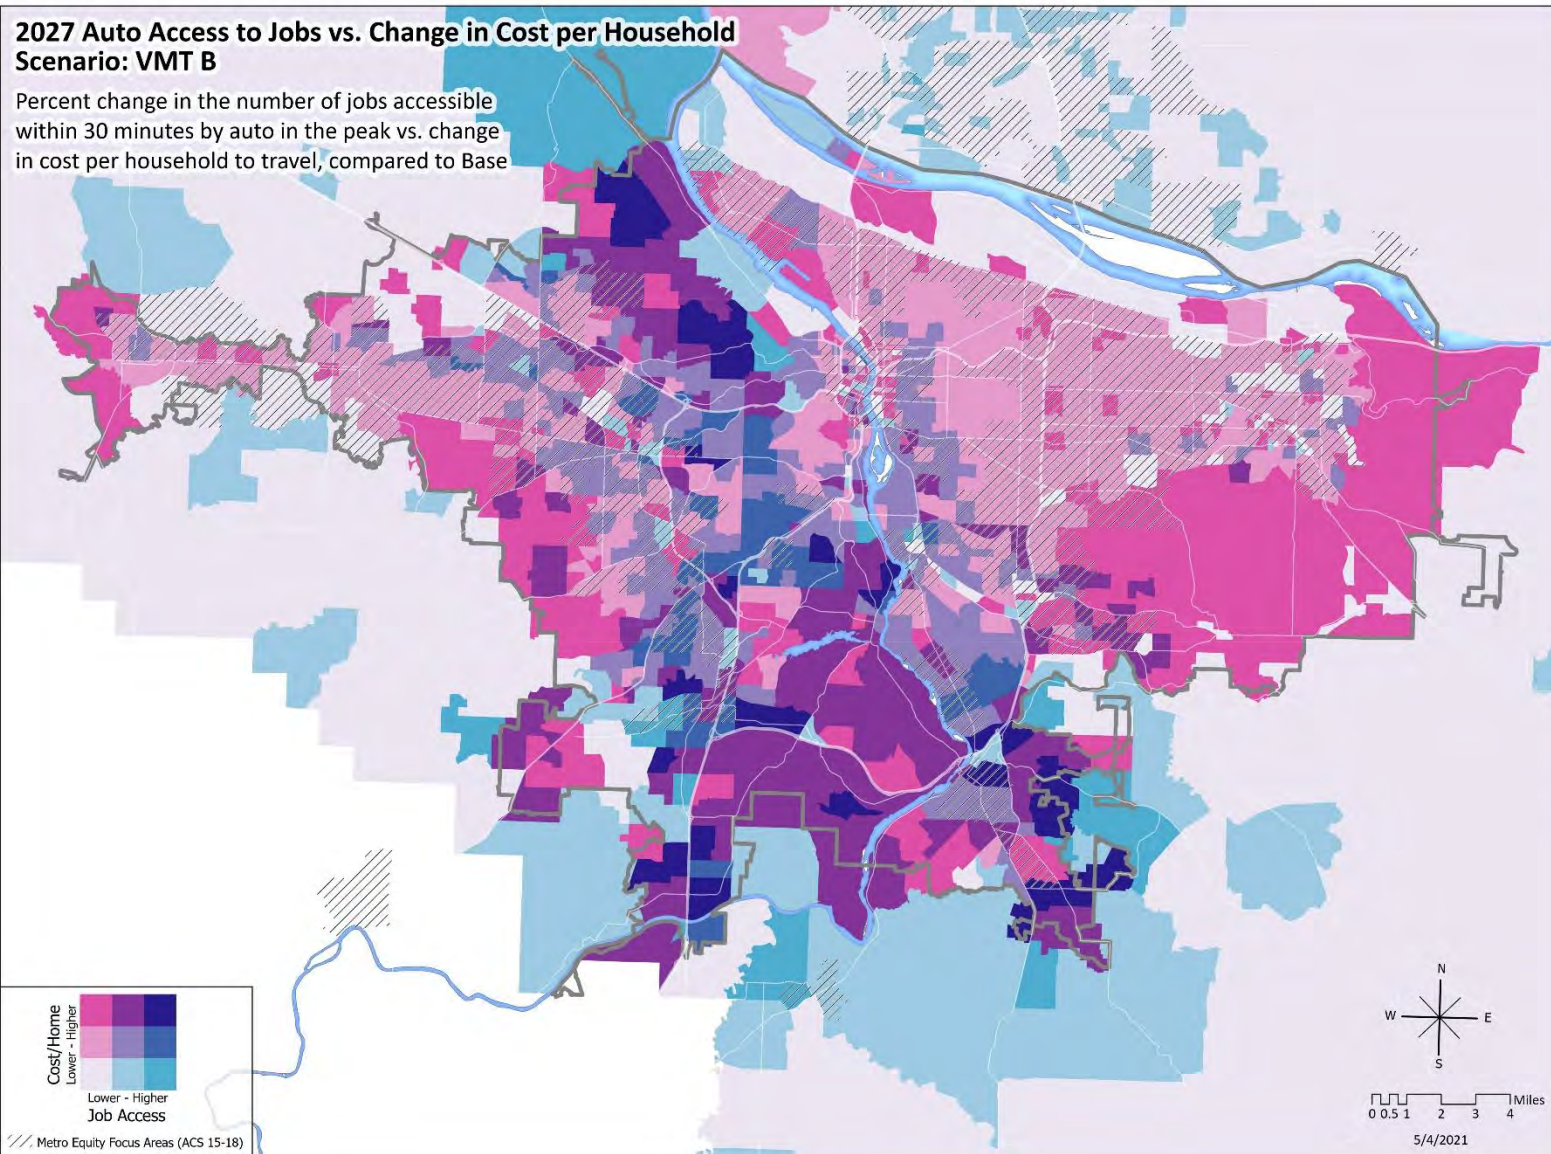 2027 Auto Access to Jobs vs. Change in Cost per Household
Scenario: VMT B
Percent change in the number of jobs accessible
within 30 minutes by auto in the peak vs. change
in cost per household to travel, compared to Base
Cost/Home
Lower - Higher
Lower - Higher
Job Access
Metro Equity Focus Areas (ACS 15-18)
N
W E
S
Miles
0 0.5 1 2 3 4
5/4/2021